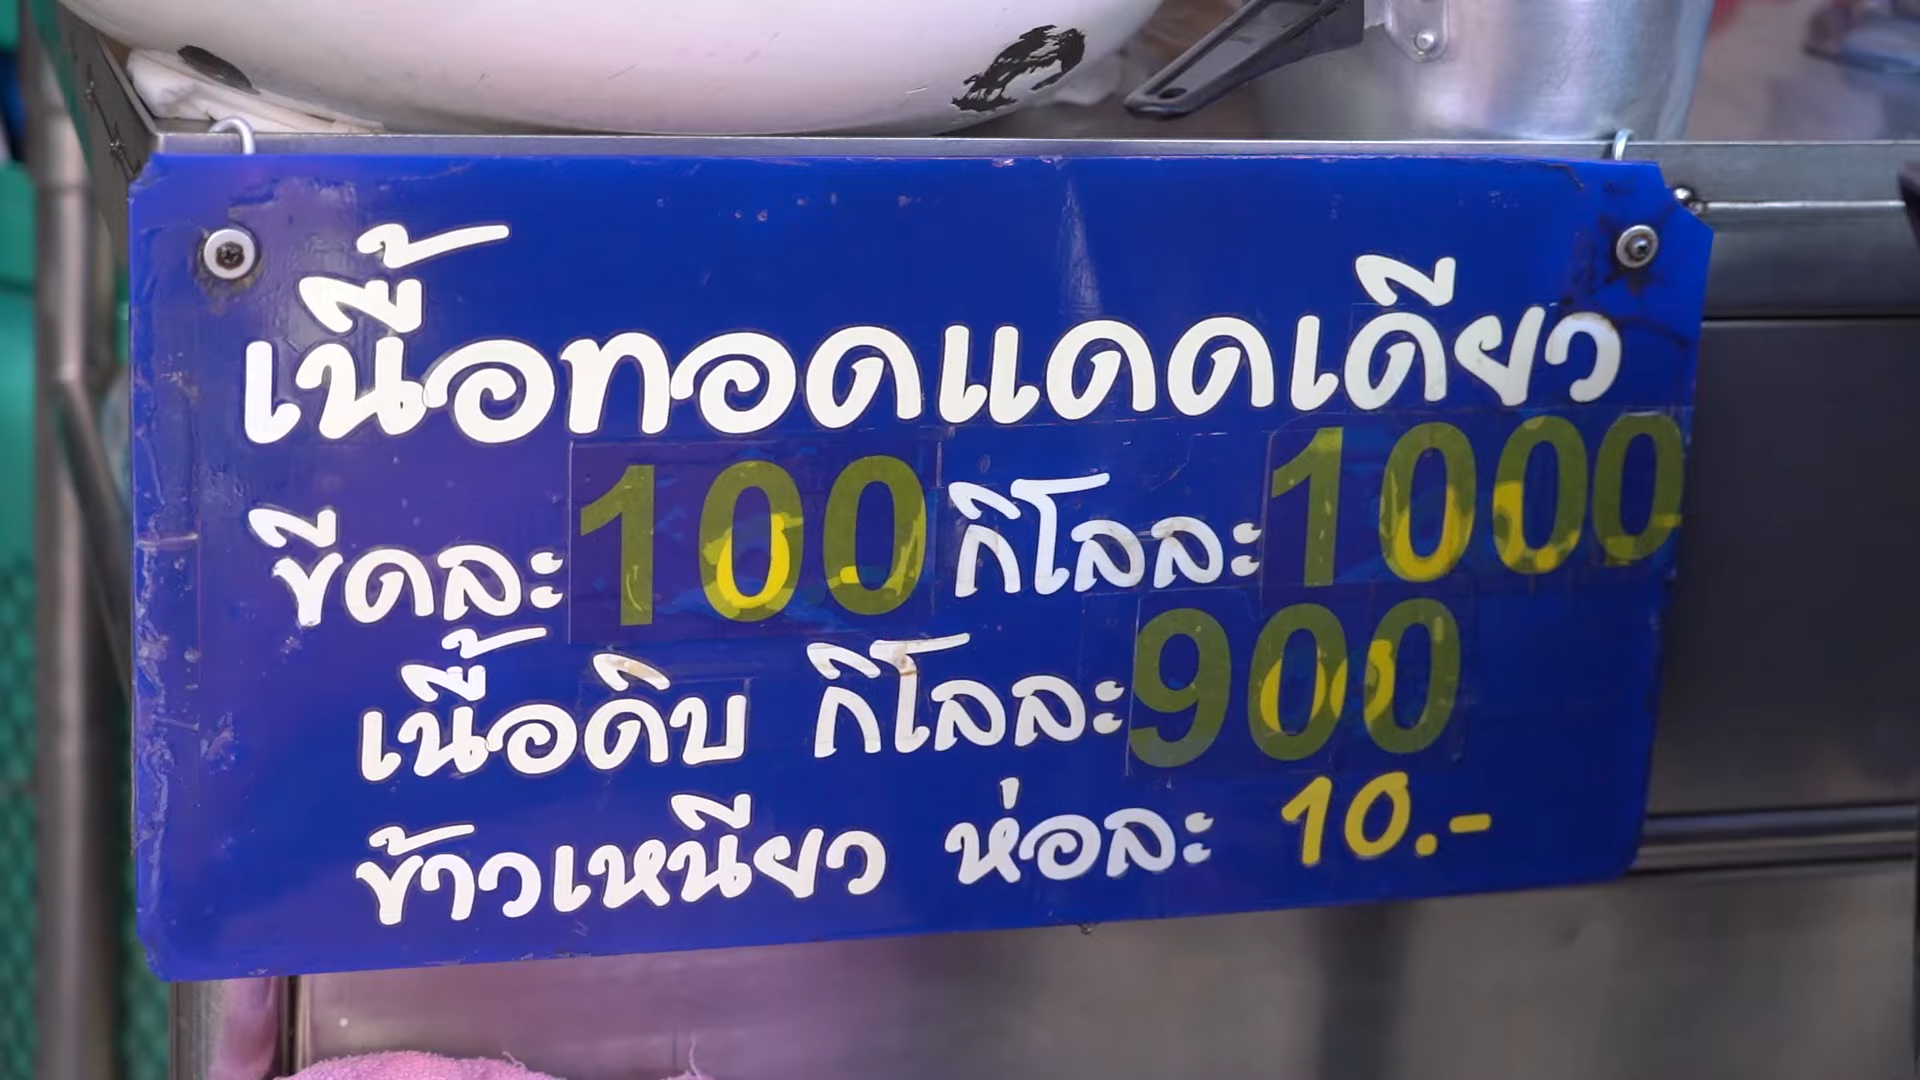 เนื้อทอดแดดเดียว
ขีดละ 100 กิโลละ 1000
เนื้อดิบ กิโลละ 900
ข้าวเหนียว ห่อละ 10.-